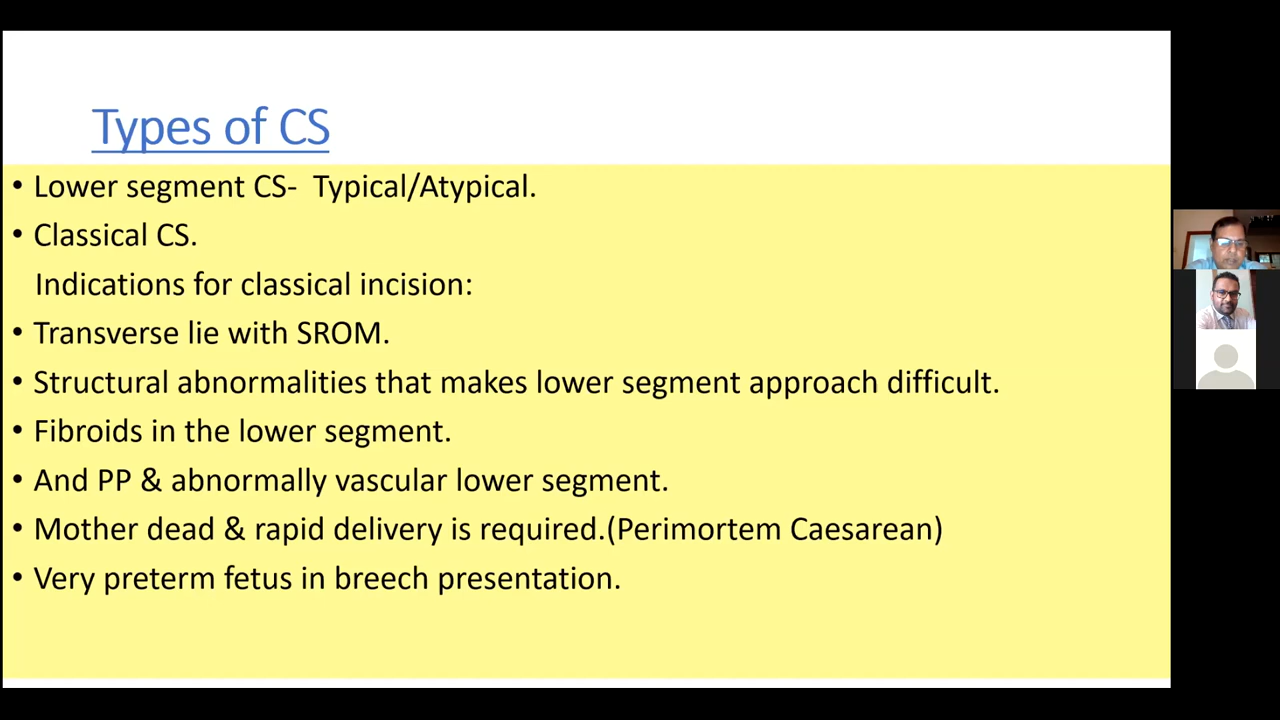 Types of CS
• Lower segment CS-  Typical/Atypical.
• Classical CS.
Indications for classical incision:
• Transverse lie with SROM.
• Structural abnormalities that makes lower segment approach difficult.
• Fibroids in the lower segment.
• And PP & abnormally vascular lower segment.
• Mother dead & rapid delivery is required.(Perimortem Caesarean)
• Very preterm fetus in breech presentation.